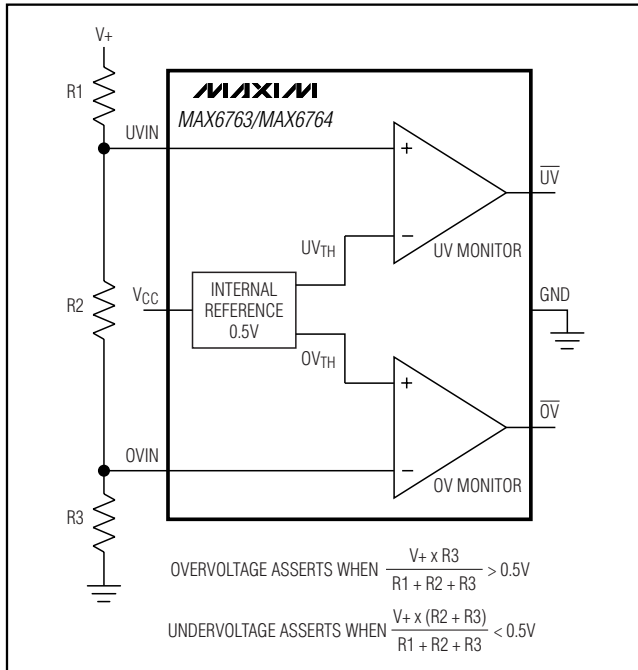 V+
R1
MAXIM
MAX6763/MAX6764
UVIN
+
U̅V̅
−
UVTH
UV MONITOR
R2
VCC
INTERNAL
REFERENCE
0.5V
GND
OVTH
+
O̅V̅
OVIN
−
OV MONITOR
R3
OVERVOLTAGE ASSERTS WHEN V+ x R3 / R1 + R2 + R3 > 0.5V
UNDERVOLTAGE ASSERTS WHEN V+ x (R2 + R3) / R1 + R2 + R3 < 0.5V